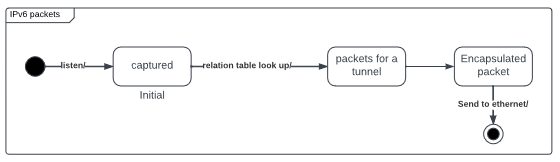 IPv6 packets
listen/
captured
Initial
relation table look up/
packets for a
tunnel
Encapsulated
packet
Send to ethernet/